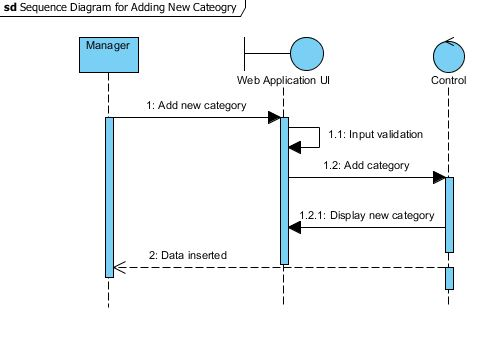 sd Sequence Diagram for Adding New Cateogry
Manager
Web Application UI
Control
1: Add new category
1.1: Input validation
1.2: Add category
1.2.1: Display new category
2: Data inserted